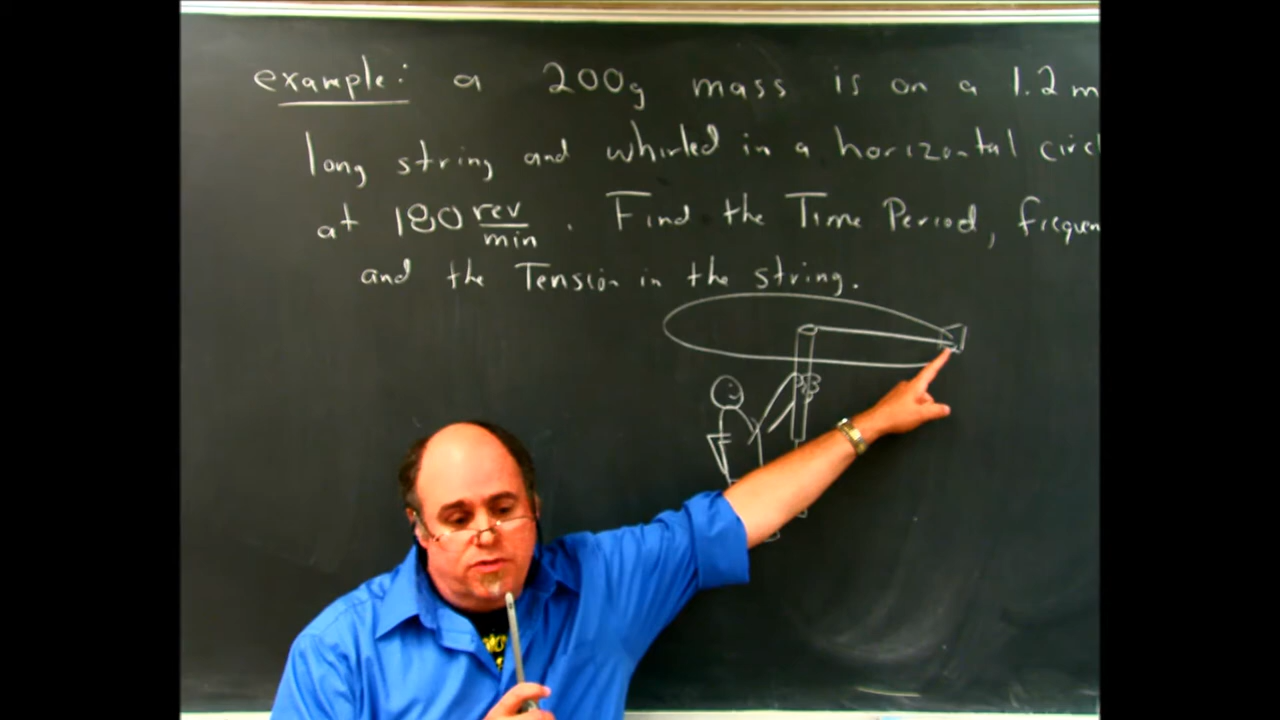 example: a 200g mass is on a 1.2 m
long string and whirled in a horizontal circl
at 180 rev/min. Find the Time Period, frequen
and the Tension in the string.